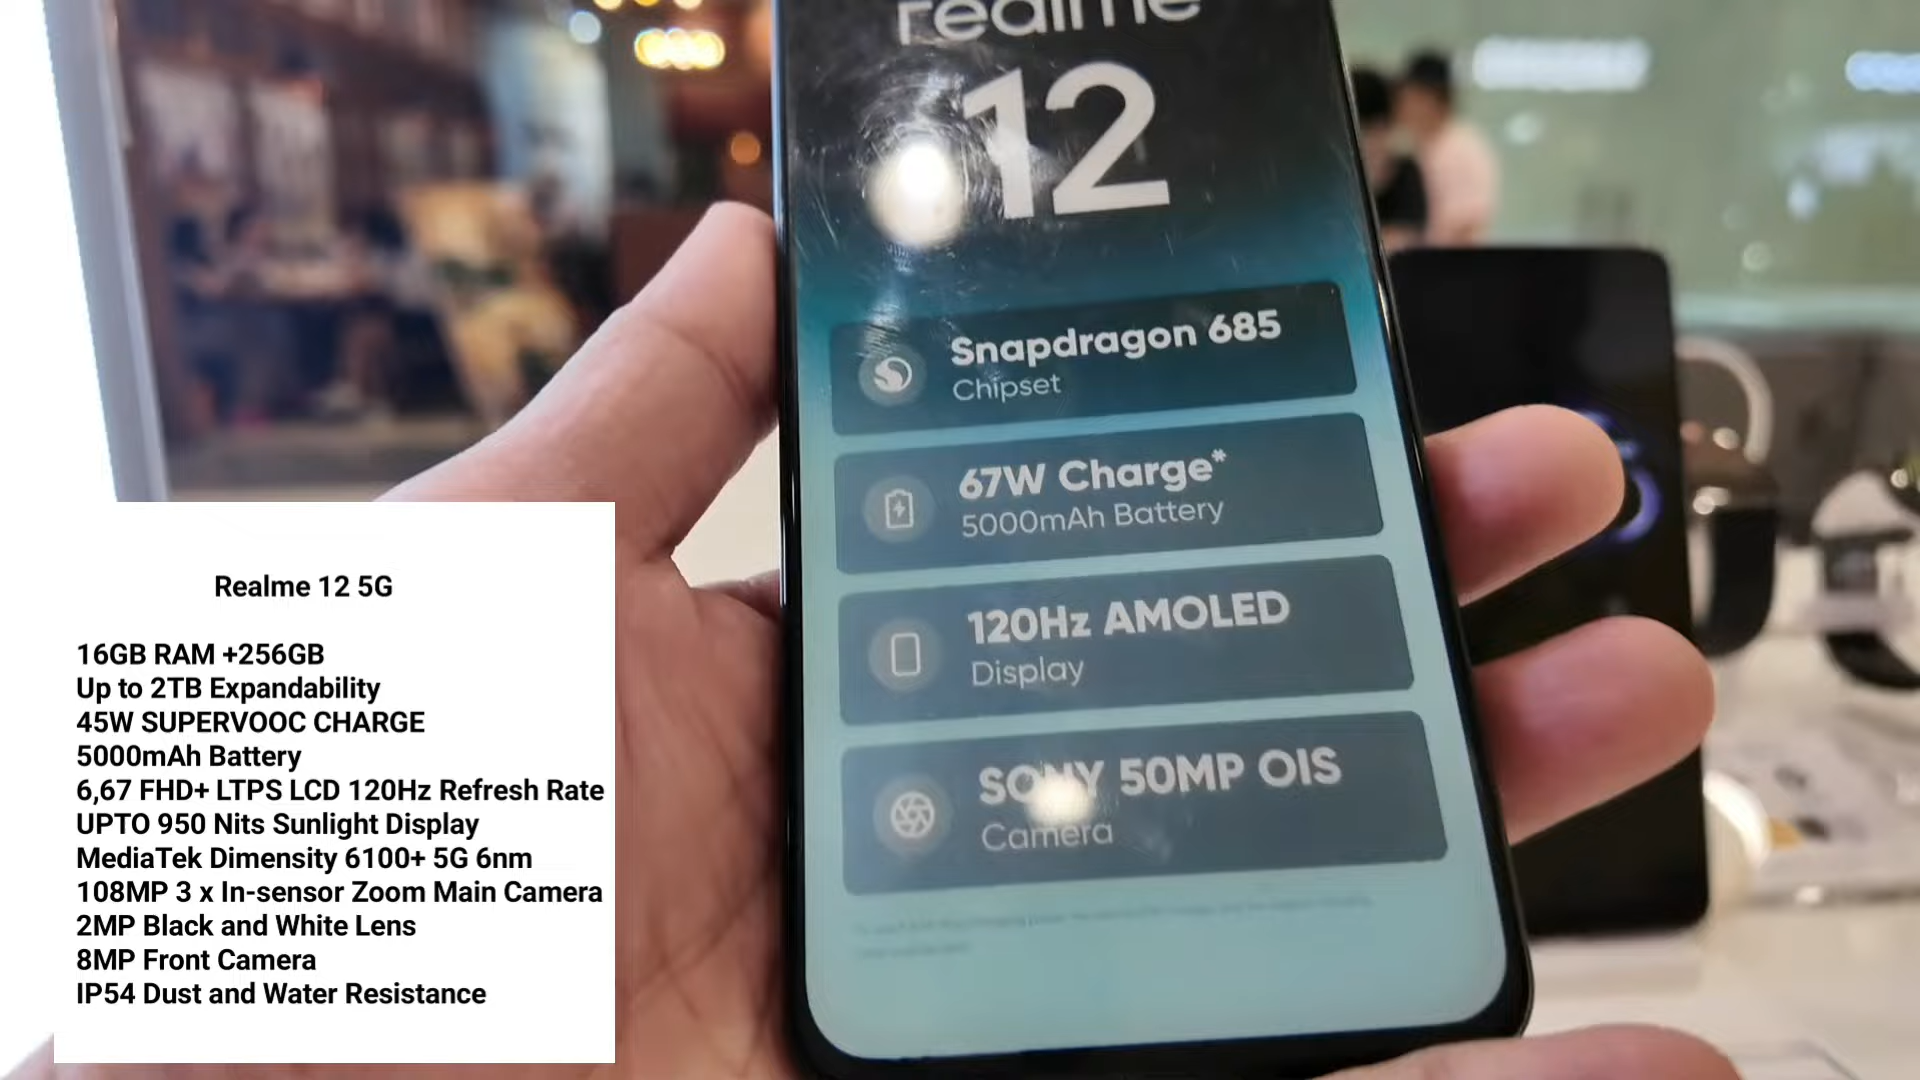 realme
12
Snapdragon 685
Chipset
67W Charge*
5000mAh Battery
120Hz AMOLED
Display
SONY 50MP OIS
Camera
Realme 12 5G
16GB RAM +256GB
Up to 2TB Expandability
45W SUPERVOOC CHARGE
5000mAh Battery
6,67 FHD+ LTPS LCD 120Hz Refresh Rate
UPTO 950 Nits Sunlight Display
MediaTek Dimensity 6100+ 5G 6nm
108MP 3 x In-sensor Zoom Main Camera
2MP Black and White Lens
8MP Front Camera
IP54 Dust and Water Resistance